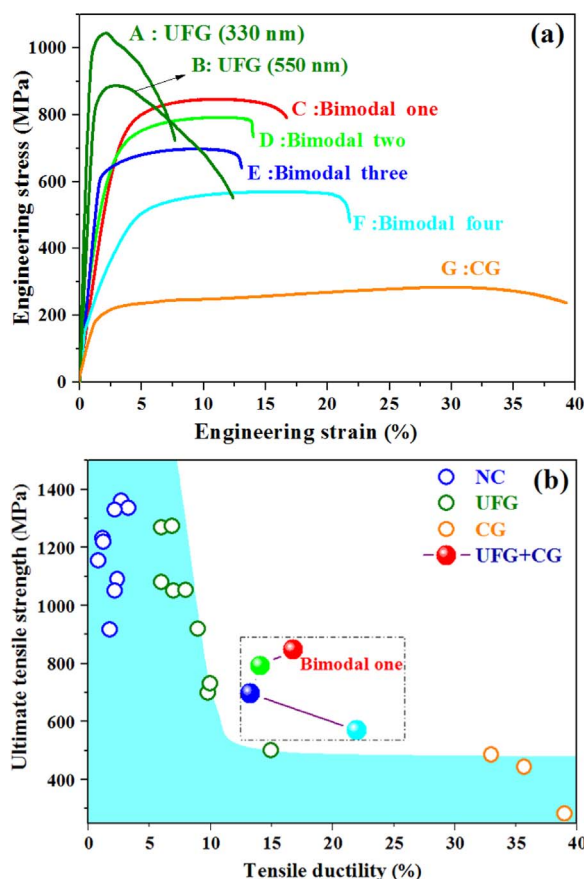 (a)
A : UFG (330 nm)
B: UFG (550 nm)
C :Bimodal one
D :Bimodal two
E :Bimodal three
F :Bimodal four
G :CG
Engineering stress (MPa)
1000
800
600
400
200
0
0 5 10 15 20 25 30 35 40
Engineering strain (%)
(b)
NC
UFG
CG
UFG+CG
Bimodal one
Ultimate tensile strength (MPa)
1400
1200
1000
800
600
400
0 5 10 15 20 25 30 35 40
Tensile ductility (%)